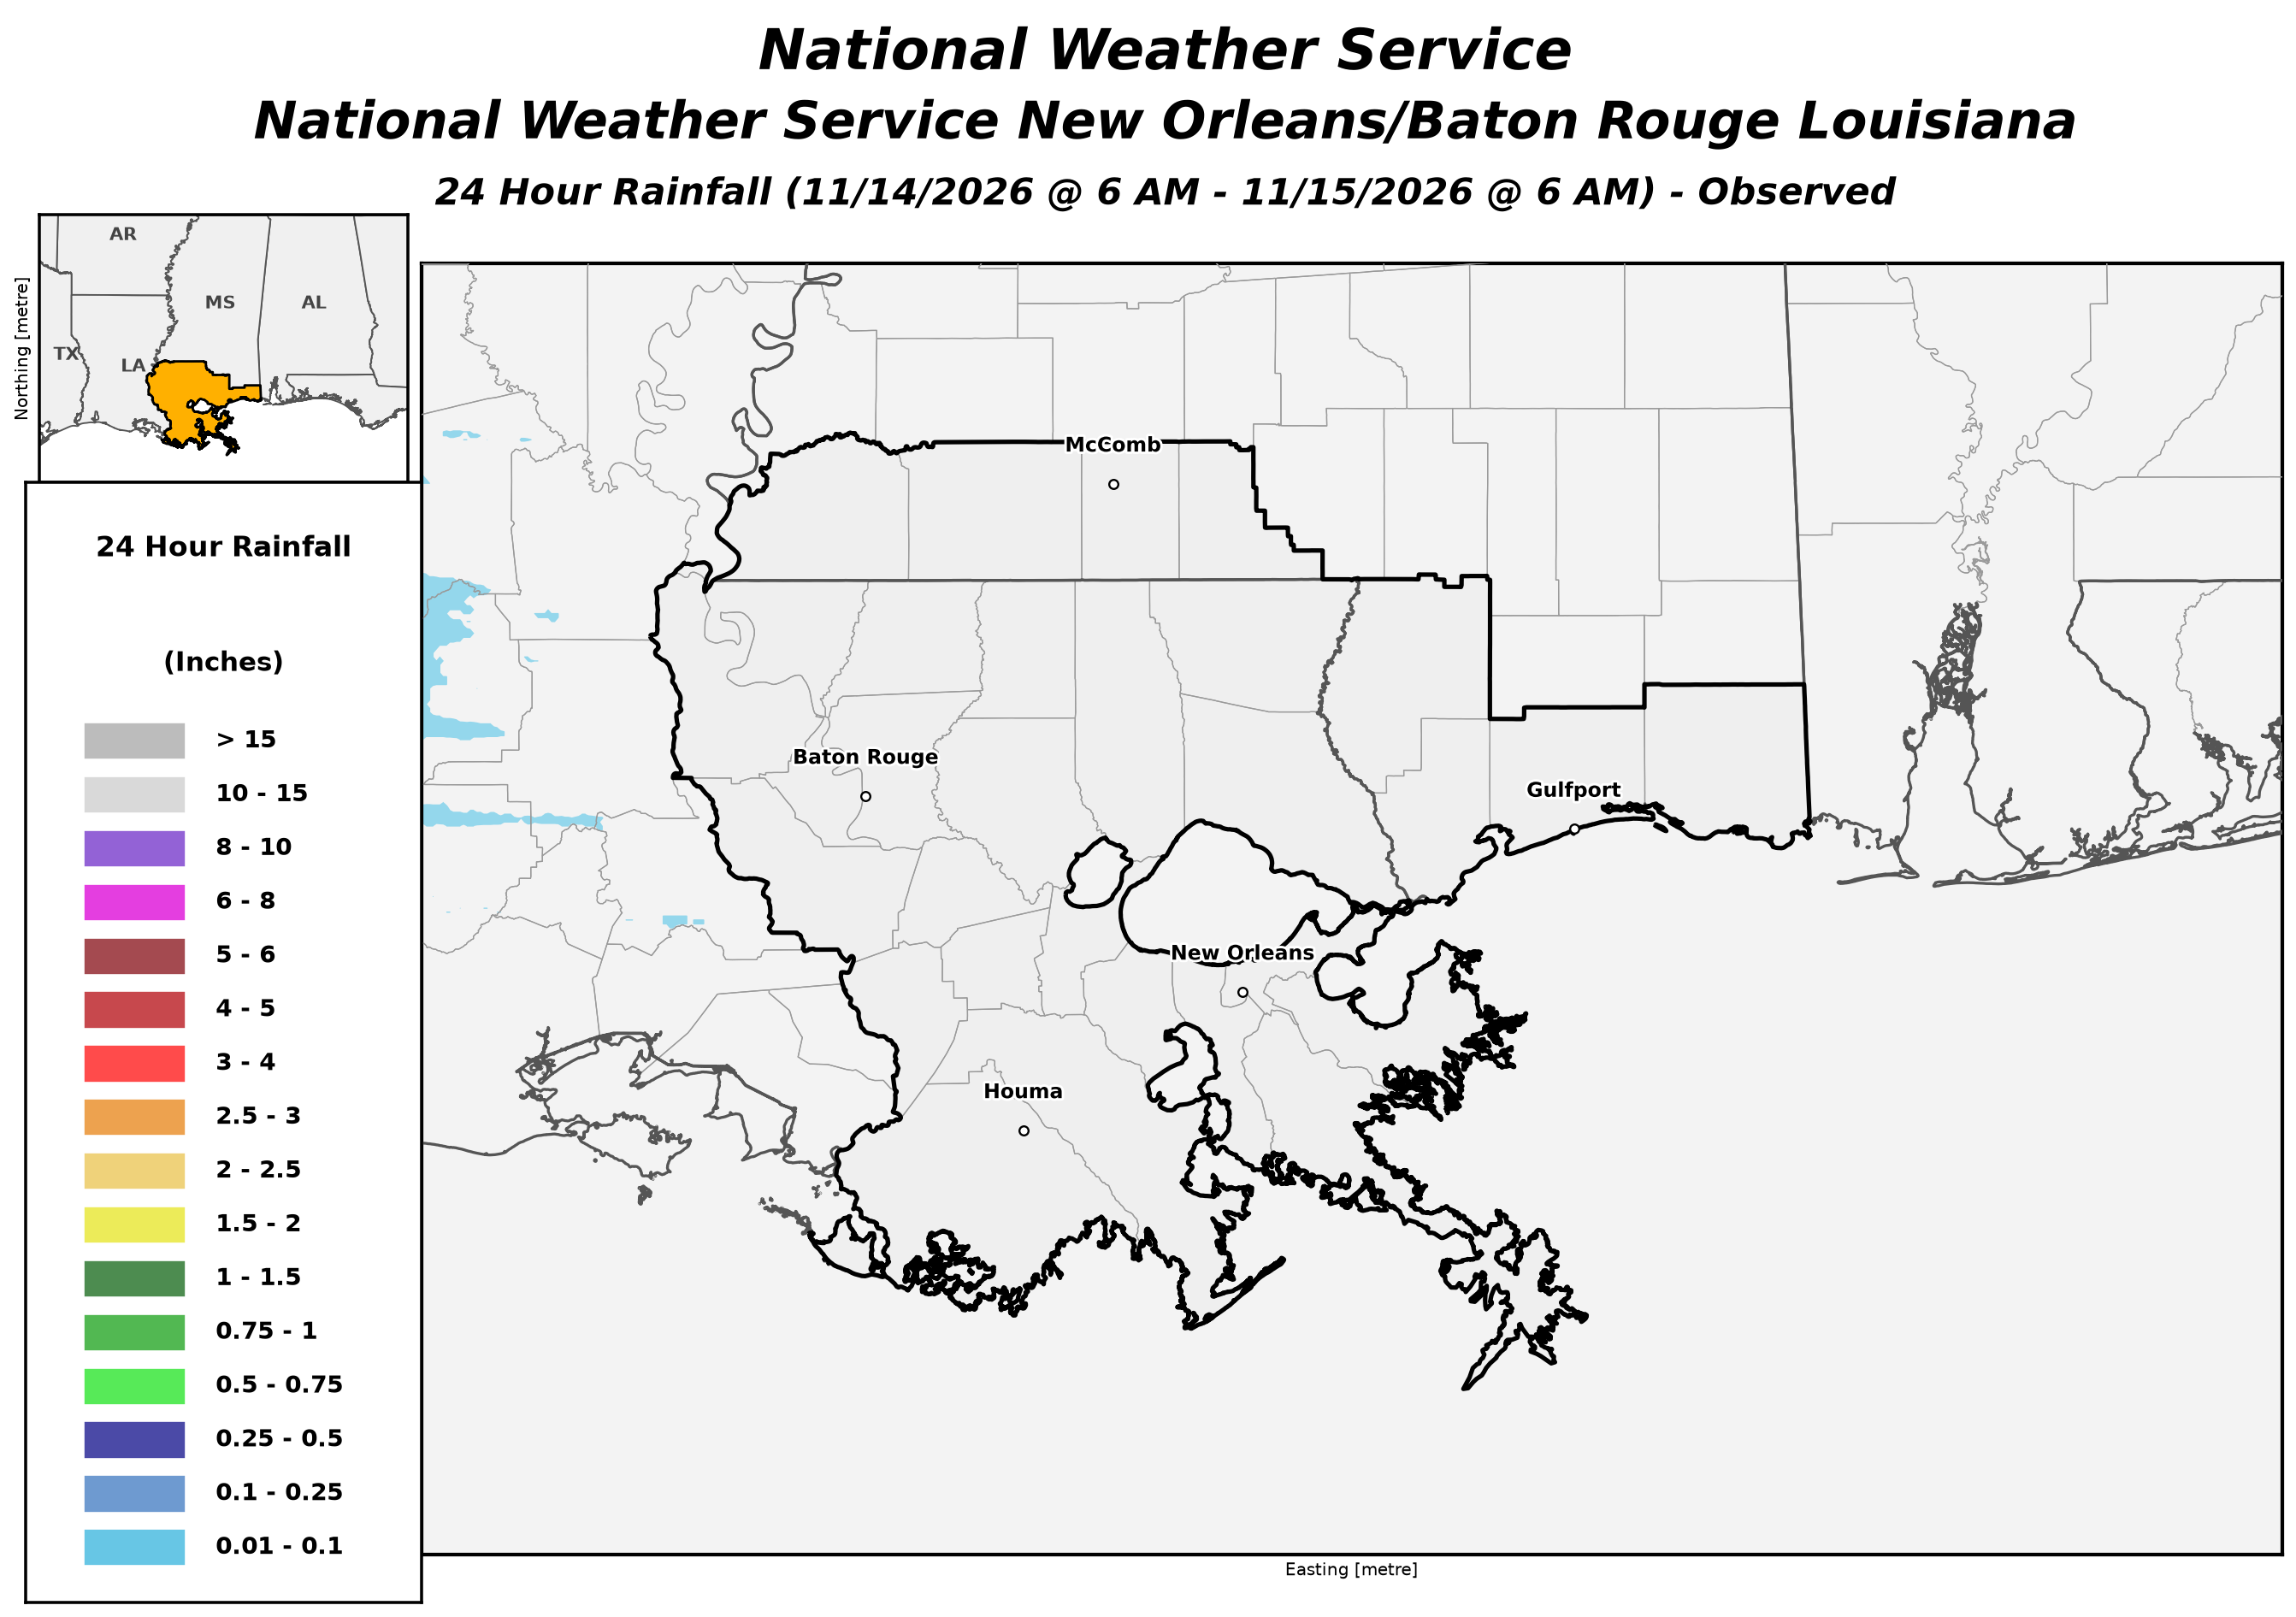 National Weather Service
National Weather Service New Orleans/Baton Rouge Louisiana
24 Hour Rainfall (11/14/2026 @ 6 AM - 11/15/2026 @ 6 AM) - Observed
Northing [metre]
AR
MS
AL
TX
LA
24 Hour Rainfall
(Inches)
> 15
10 - 15
8 - 10
6 - 8
5 - 6
4 - 5
3 - 4
2.5 - 3
2 - 2.5
1.5 - 2
1 - 1.5
0.75 - 1
0.5 - 0.75
0.25 - 0.5
0.1 - 0.25
0.01 - 0.1
McComb
Baton Rouge
Gulfport
New Orleans
Houma
Easting [metre]